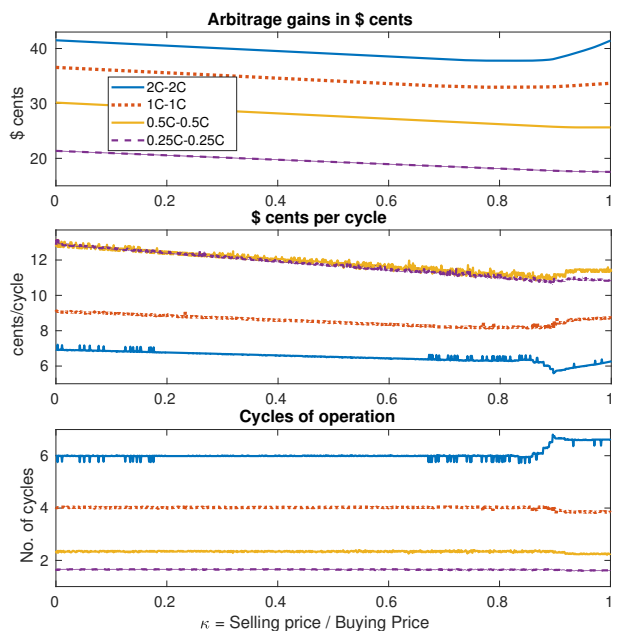 Arbitrage gains in $ cents
40
30
20
$ cents
2C-2C
1C-1C
0.5C-0.5C
0.25C-0.25C
0 0.2 0.4 0.6 0.8 1
$ cents per cycle
12
10
8
6
cents/cycle
0 0.2 0.4 0.6 0.8 1
Cycles of operation
6
4
2
No. of cycles
0 0.2 0.4 0.6 0.8 1
κ = Selling price / Buying Price